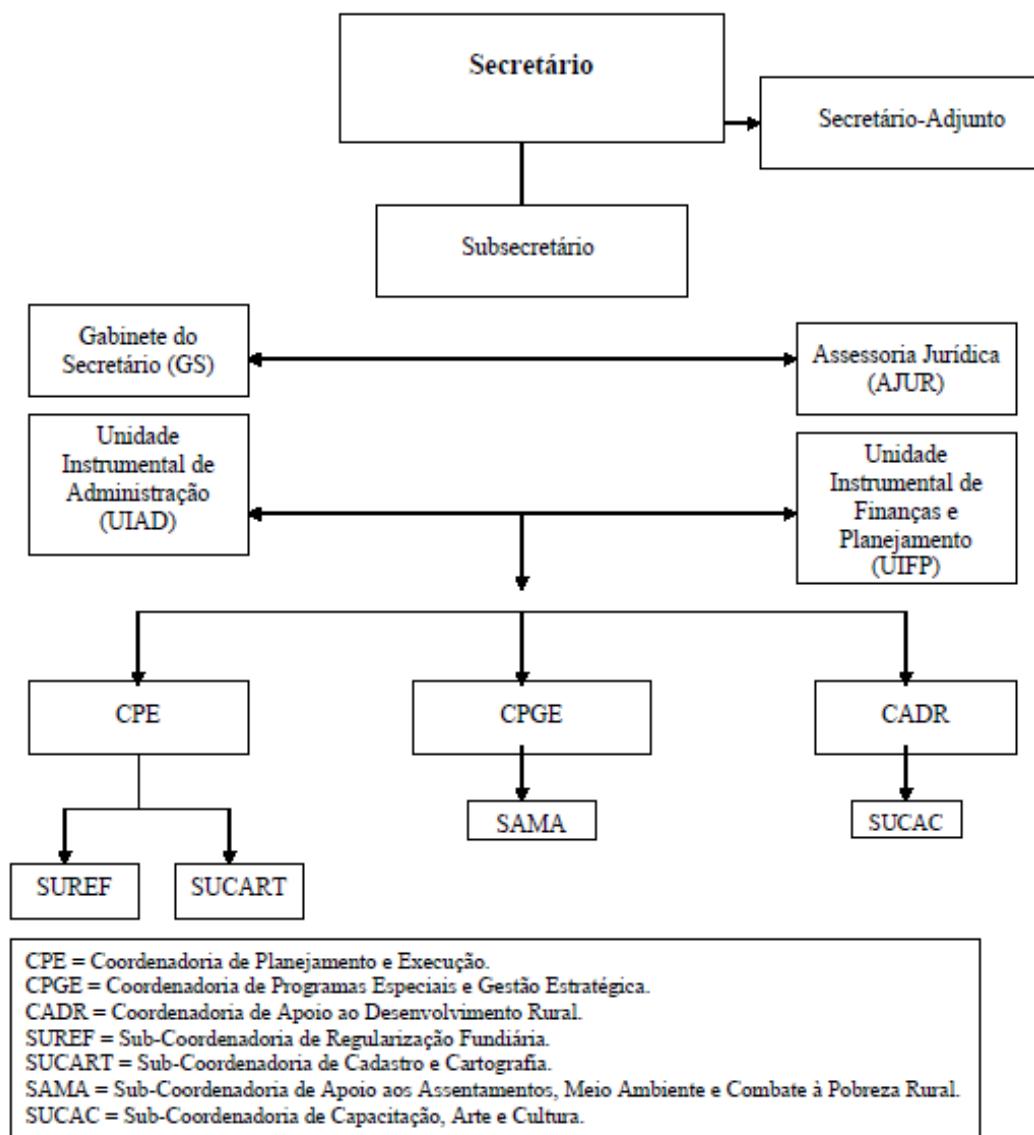 Secretário
Secretário-Adjunto
Subsecretário
Gabinete do
Secretário (GS)
Assessoria Jurídica
(AJUR)
Unidade
Instrumental de
Administração
(UIAD)
Unidade
Instrumental de
Finanças e
Planejamento
(UIFP)
CPE
CPGE
CADR
SAMA
SUCAC
SUREF
SUCART
CPE = Coordenadoria de Planejamento e Execução.
CPGE = Coordenadoria de Programas Especiais e Gestão Estratégica.
CADR = Coordenadoria de Apoio ao Desenvolvimento Rural.
SUREF = Sub-Coordenadoria de Regularização Fundiária.
SUCART = Sub-Coordenadoria de Cadastro e Cartografia.
SAMA = Sub-Coordenadoria de Apoio aos Assentamentos, Meio Ambiente e Combate à Pobreza Rural.
SUCAC = Sub-Coordenadoria de Capacitação, Arte e Cultura.